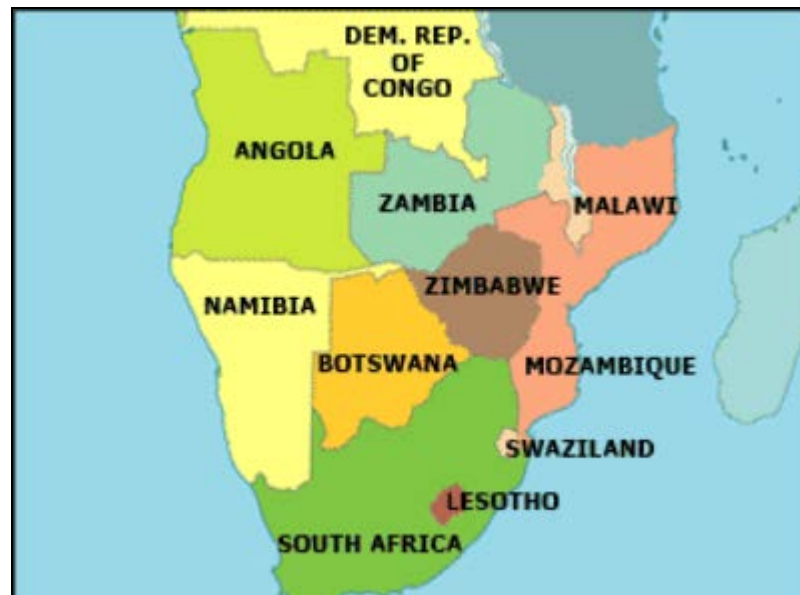 DEM. REP.
OF
CONGO
ANGOLA
ZAMBIA
MALAWI
ZIMBABWE
NAMIBIA
BOTSWANA
MOZAMBIQUE
SWAZILAND
LESOTHO
SOUTH AFRICA